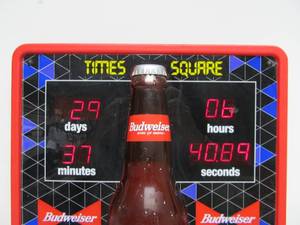 TIMES SQUARE
29 06
days hours
Budweiser
37 40.89
minutes seconds
Budweiser Budweiser